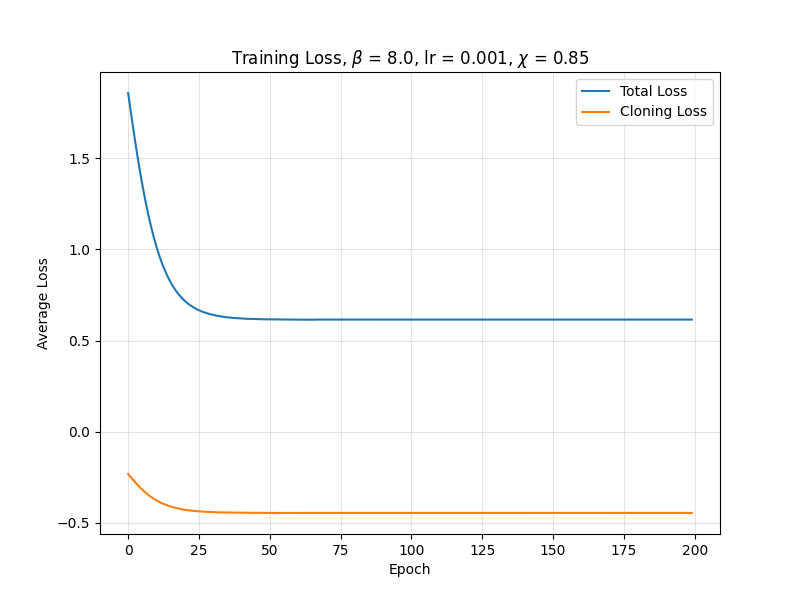 Training Loss, β = 8.0, lr = 0.001, χ = 0.85
Total Loss
Cloning Loss
Average Loss
1.5
1.0
0.5
0.0
−0.5
0 25 50 75 100 125 150 175 200
Epoch